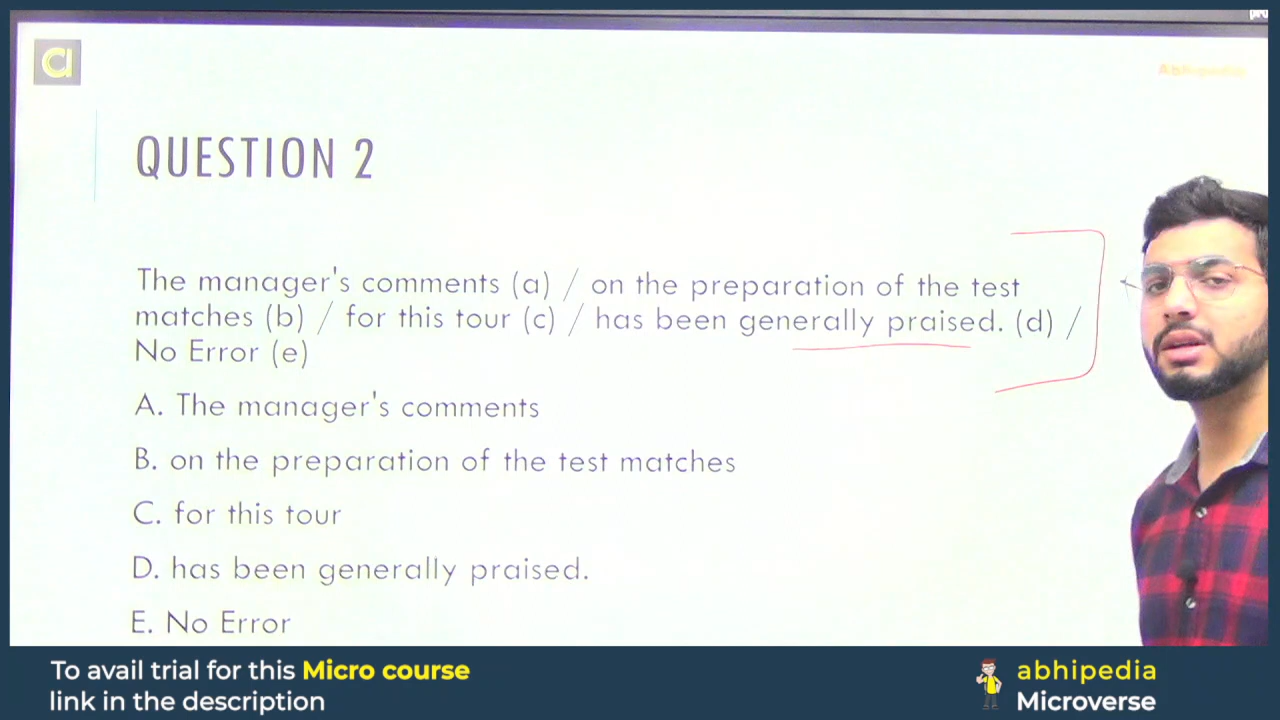 Abhipedia
QUESTION 2
The manager's comments (a) / on the preparation of the test
matches (b) / for this tour (c) / has been generally praised. (d) /
No Error (e)
A. The manager's comments
B. on the preparation of the test matches
C. for this tour
D. has been generally praised.
E. No Error
To avail trial for this Micro course
link in the description
abhipedia
Microverse